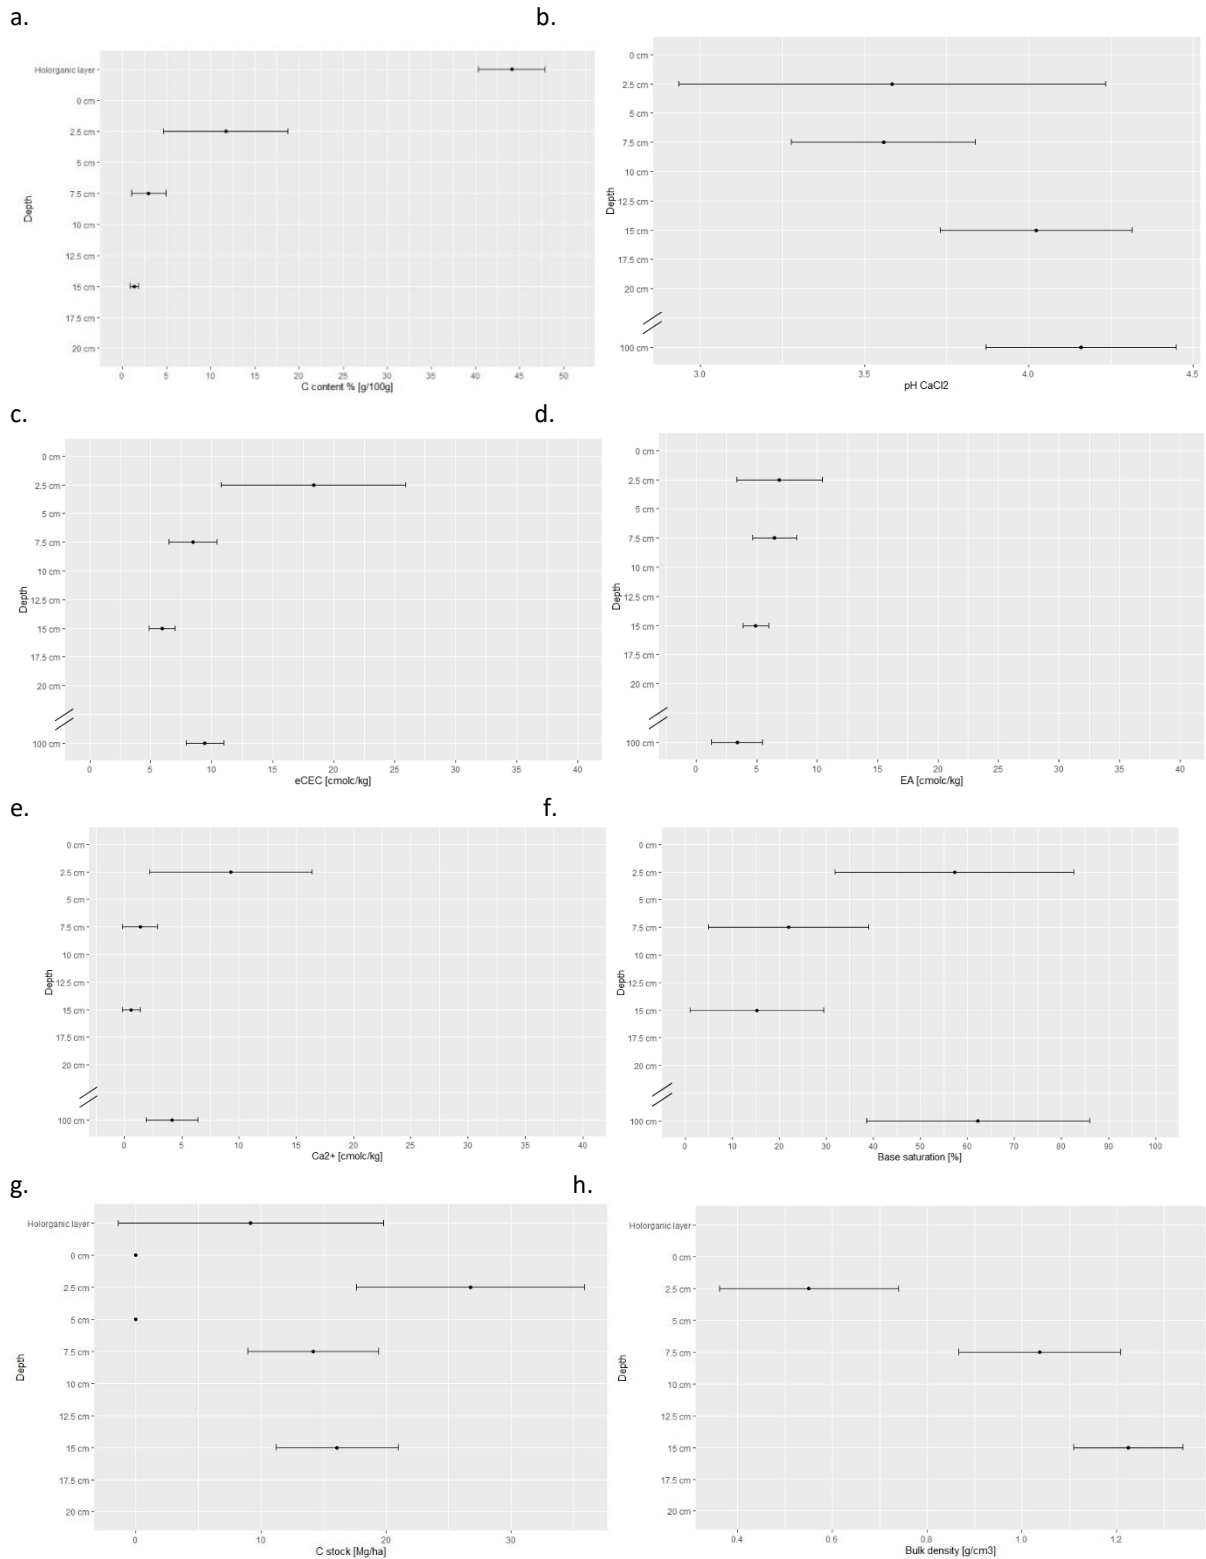 a.
Holorganic layer
0 cm
2.5 cm
5 cm
7.5 cm
10 cm
12.5 cm
15 cm
17.5 cm
20 cm
Depth
0 5 10 15 20 25 30 35 40 45 50
C content % [g/100g]
b.
0 cm
2.5 cm
5 cm
7.5 cm
10 cm
12.5 cm
15 cm
17.5 cm
20 cm
100 cm
Depth
3.0 3.5 4.0 4.5
pH CaCl2
c.
0 cm
2.5 cm
5 cm
7.5 cm
10 cm
12.5 cm
15 cm
17.5 cm
20 cm
100 cm
Depth
0 5 10 15 20 25 30 35 40
eCEC [cmolc/kg]
d.
0 cm
2.5 cm
5 cm
7.5 cm
10 cm
12.5 cm
15 cm
17.5 cm
20 cm
100 cm
Depth
0 5 10 15 20 25 30 35 40
EA [cmolc/kg]
e.
0 cm
2.5 cm
5 cm
7.5 cm
10 cm
12.5 cm
15 cm
17.5 cm
20 cm
100 cm
Depth
0 5 10 15 20 25 30 35 40
Ca2+ [cmolc/kg]
f.
0 cm
2.5 cm
5 cm
7.5 cm
10 cm
12.5 cm
15 cm
17.5 cm
20 cm
100 cm
Depth
0 10 20 30 40 50 60 70 80 90 100
Base saturation [%]
g.
Holorganic layer
0 cm
2.5 cm
5 cm
7.5 cm
10 cm
12.5 cm
15 cm
17.5 cm
20 cm
Depth
0 10 20 30
C stock [Mg/ha]
h.
Holorganic layer
0 cm
2.5 cm
5 cm
7.5 cm
10 cm
12.5 cm
15 cm
17.5 cm
20 cm
Depth
0.4 0.6 0.8 1.0 1.2
Bulk density [g/cm3]